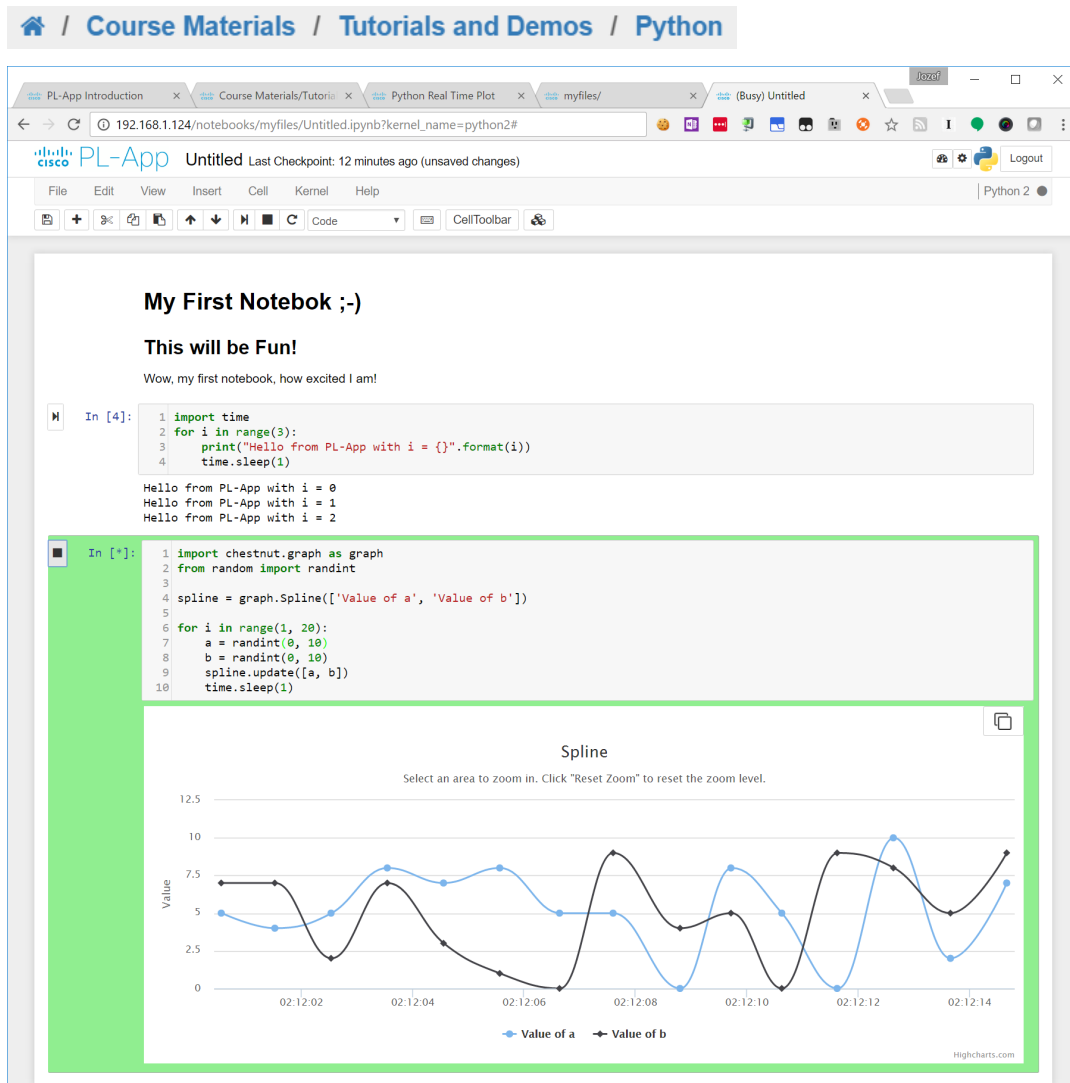 / Course Materials / Tutorials and Demos / Python
Jozef
PL-App Introduction
Course Materials/Tutoria
Python Real Time Plot
myfiles/
(Busy) Untitled
192.168.1.124/notebooks/myfiles/Untitled.ipynb?kernel_name=python2#
cisco PL-App Untitled Last Checkpoint: 12 minutes ago (unsaved changes)
Logout
File Edit View Insert Cell Kernel Help
Python 2
Code
CellToolbar
My First Notebok ;-)
This will be Fun!
Wow, my first notebook, how excited I am!
In [4]:
1 import time
2 for i in range(3):
3     print("Hello from PL-App with i = {}".format(i))
4     time.sleep(1)
Hello from PL-App with i = 0
Hello from PL-App with i = 1
Hello from PL-App with i = 2
In [*]:
1 import chestnut.graph as graph
2 from random import randint
3
4 spline = graph.Spline(['Value of a', 'Value of b'])
5
6 for i in range(1, 20):
7     a = randint(0, 10)
8     b = randint(0, 10)
9     spline.update([a, b])
10     time.sleep(1)
Spline
Select an area to zoom in. Click "Reset Zoom" to reset the zoom level.
Value
12.5
10
7.5
5
2.5
0
02:12:02 02:12:04 02:12:06 02:12:08 02:12:10 02:12:12 02:12:14
Value of a Value of b
Highcharts.com